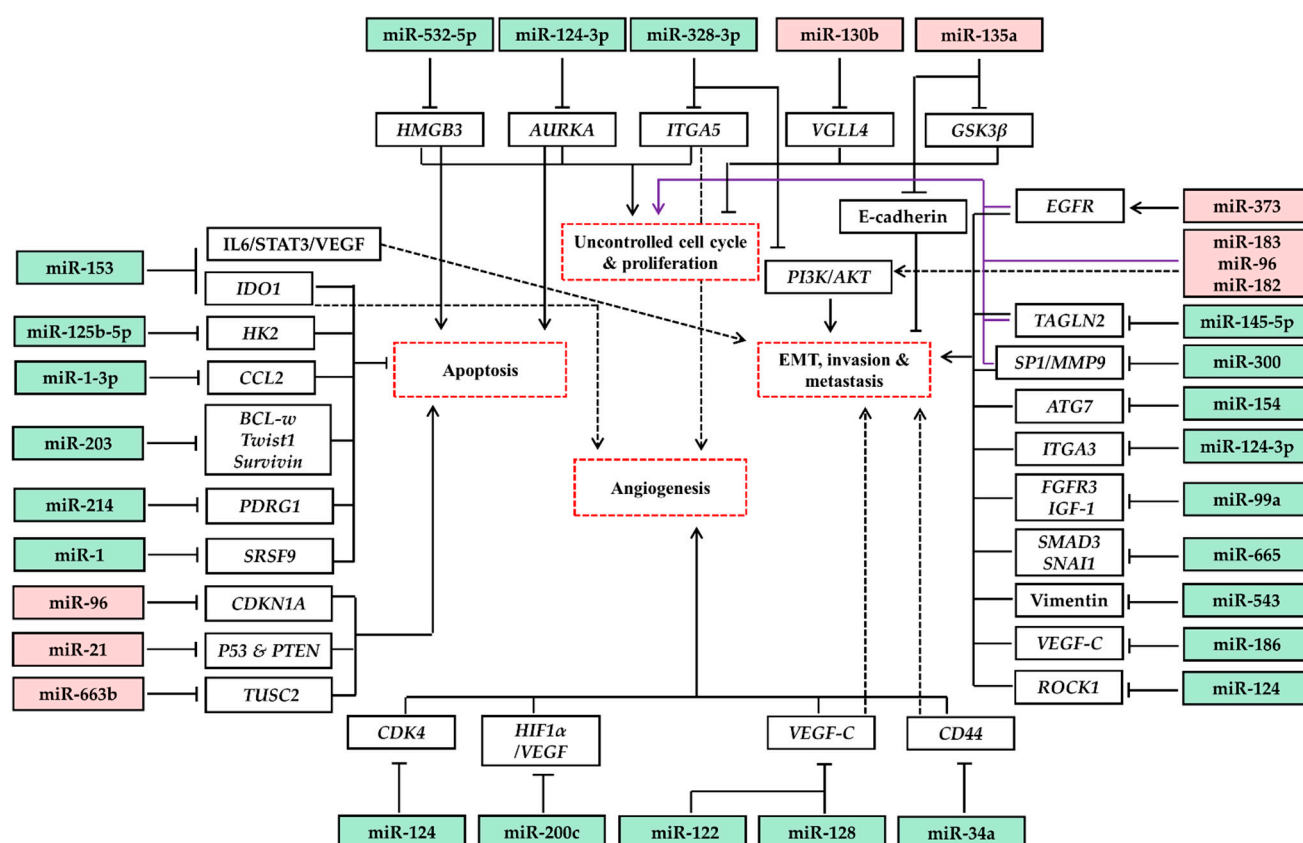 miR-532-5p
miR-124-3p
miR-328-3p
miR-130b
miR-135a
HMGB3
AURKA
ITGA5
VGLL4
GSK3β
miR-153
IL6/STAT3/VEGF
IDO1
miR-125b-5p
HK2
miR-1-3p
CCL2
miR-203
BCL-w
Twist1
Survivin
miR-214
PDRG1
miR-1
SRSF9
miR-96
CDKN1A
miR-21
P53 & PTEN
miR-663b
TUSC2
Uncontrolled cell cycle
& proliferation
E-cadherin
PI3K/AKT
Apoptosis
EMT, invasion &
metastasis
Angiogenesis
EGFR
miR-373
miR-183
miR-96
miR-182
TAGLN2
miR-145-5p
SP1/MMP9
miR-300
ATG7
miR-154
ITGA3
miR-124-3p
FGFR3
IGF-1
miR-99a
SMAD3
SNAI1
miR-665
Vimentin
miR-543
VEGF-C
miR-186
ROCK1
miR-124
CDK4
HIF1α
/VEGF
VEGF-C
CD44
miR-124
miR-200c
miR-122
miR-128
miR-34a